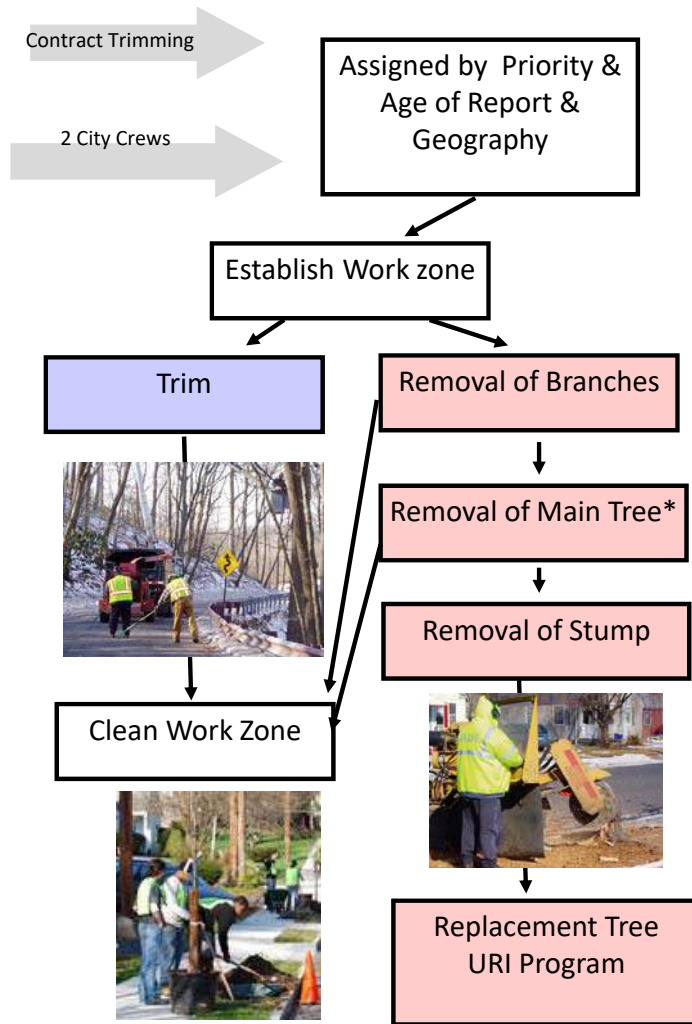 Contract Trimming
2 City Crews
Assigned by Priority &
Age of Report &
Geography
Establish Work zone
Trim
Removal of Branches
Removal of Main Tree*
Removal of Stump
Clean Work Zone
Replacement Tree
URI Program